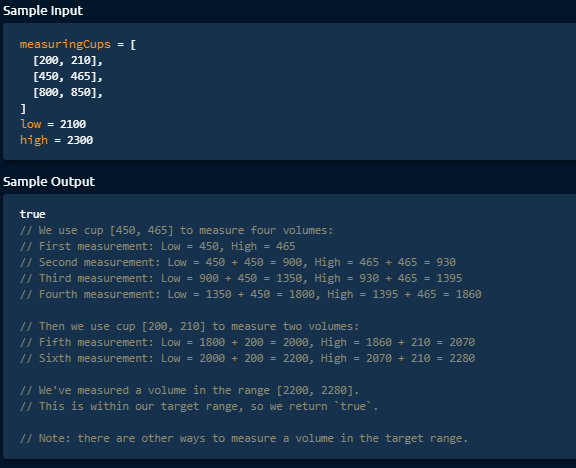 Sample Input
measuringCups = [
[200, 210],
[450, 465],
[800, 850],
]
low = 2100
high = 2300
Sample Output
true
// We use cup [450, 465] to measure four volumes:
// First measurement: Low = 450, High = 465
// Second measurement: Low = 450 + 450 = 900, High = 465 + 465 = 930
// Third measurement: Low = 900 + 450 = 1350, High = 930 + 465 = 1395
// Fourth measurement: Low = 1350 + 450 = 1800, High = 1395 + 465 = 1860
// Then we use cup [200, 210] to measure two volumes:
// Fifth measurement: Low = 1800 + 200 = 2000, High = 1860 + 210 = 2070
// Sixth measurement: Low = 2000 + 200 = 2200, High = 2070 + 210 = 2280
// We've measured a volume in the range [2200, 2280].
// This is within our target range, so we return `true`.
// Note: there are other ways to measure a volume in the target range.